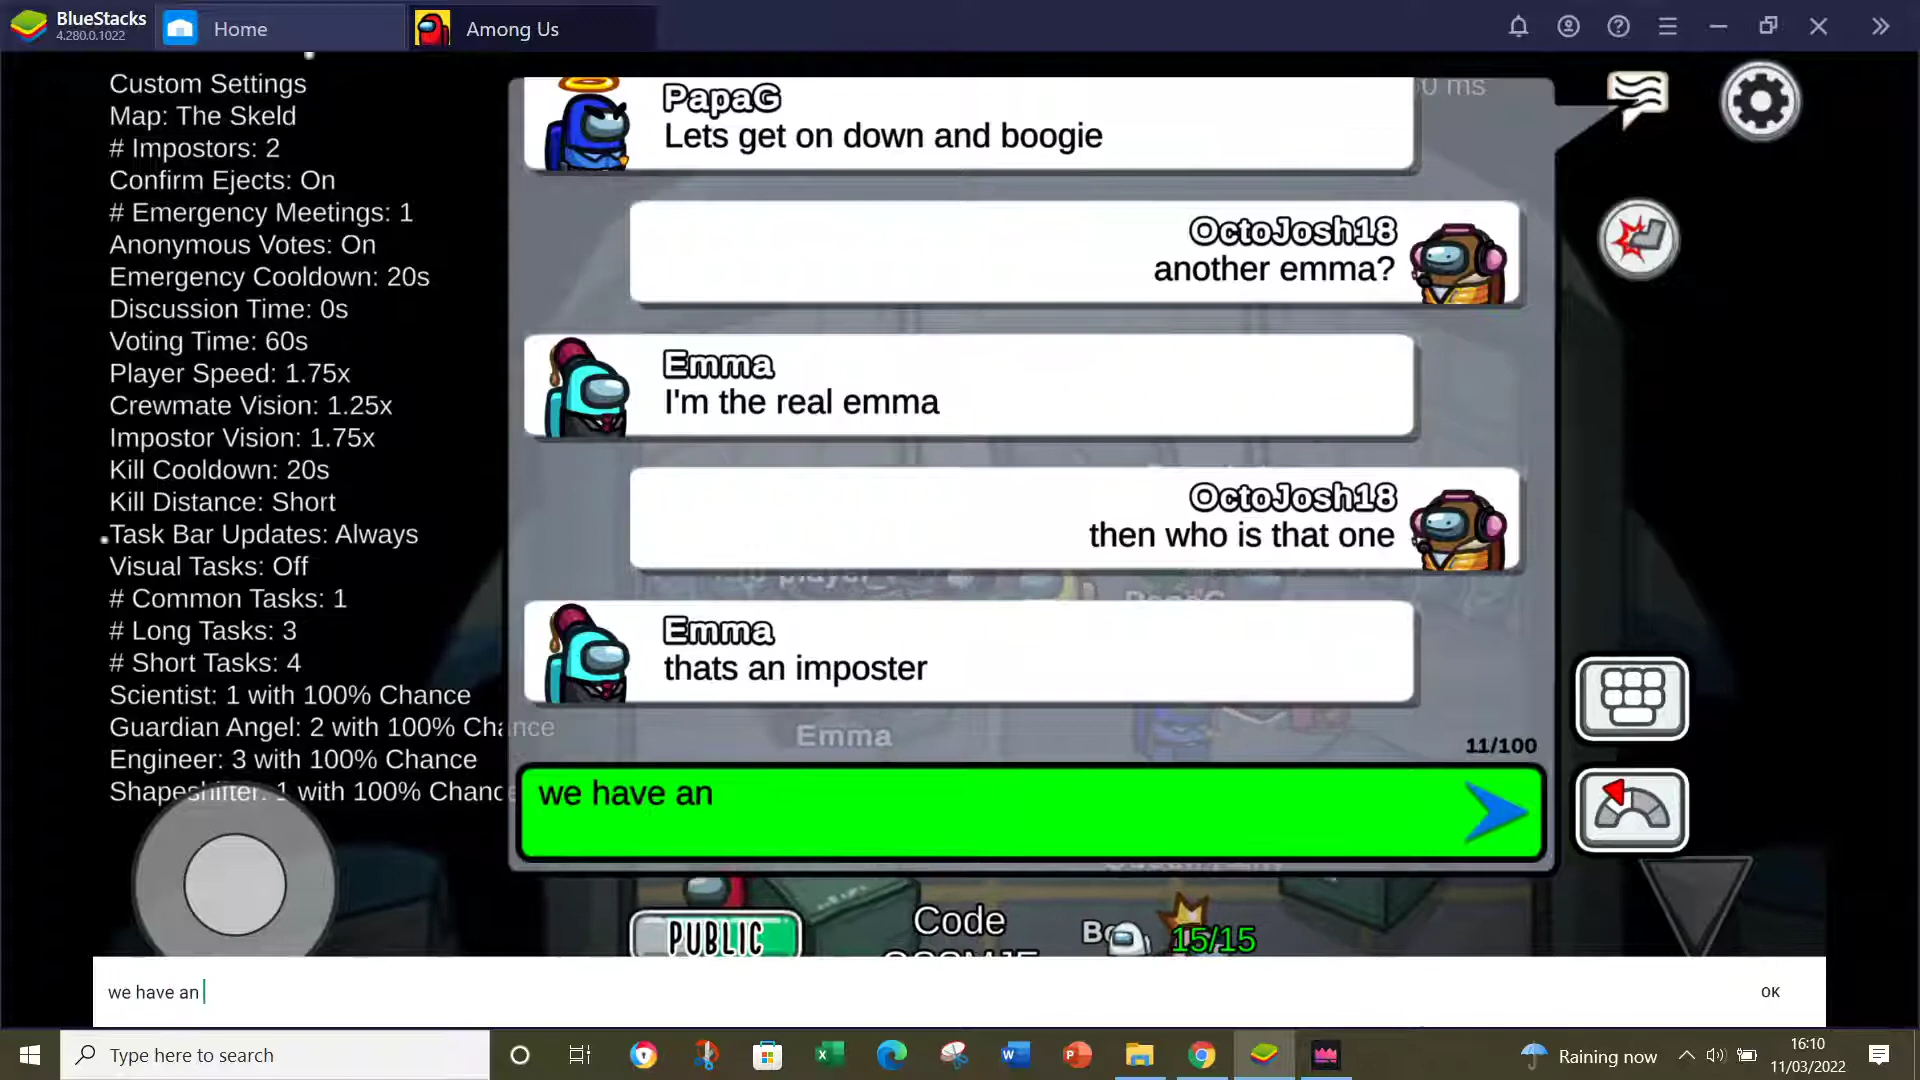 BlueStacks
4.280.0.1022
Home
Among Us
Custom Settings
Map: The Skeld
# Impostors: 2
Confirm Ejects: On
# Emergency Meetings: 1
Anonymous Votes: On
Emergency Cooldown: 20s
Discussion Time: 0s
Voting Time: 60s
Player Speed: 1.75x
Crewmate Vision: 1.25x
Impostor Vision: 1.75x
Kill Cooldown: 20s
Kill Distance: Short
Task Bar Updates: Always
Visual Tasks: Off
# Common Tasks: 1
# Long Tasks: 3
# Short Tasks: 4
Scientist: 1 with 100% Chance
Guardian Angel: 2 with 100% Chance
Engineer: 3 with 100% Chance
Shapeshifter: 1 with 100% Chanc
0 ms
PapaG
Lets get on down and boogie
OctoJosh18
another emma?
Emma
I'm the real emma
OctoJosh18
then who is that one
player
PapaG
Emma
thats an imposter
Emma
11/100
we have an
PUBLIC
Code
15/15
we have an
OK
Type here to search
Raining now
16:10
11/03/2022